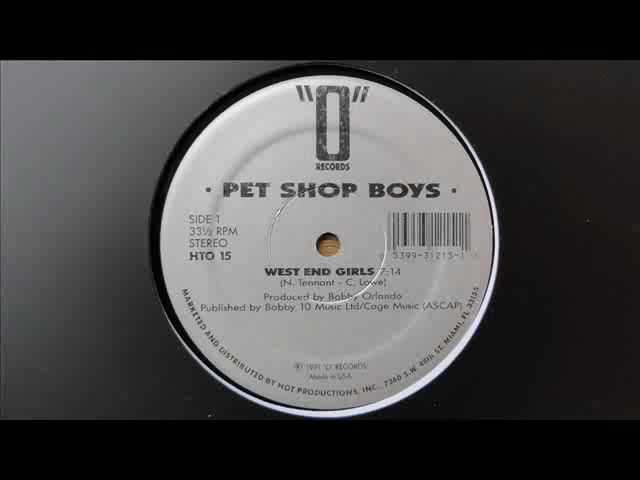 "O"
RECORDS
· PET SHOP BOYS ·
SIDE 1
33⅓ RPM
STEREO
HTO 15
5399-31215-1
WEST END GIRLS 7:14
(N. Tennant - C. Lowe)
Produced by Bobby Orlando
Published by Bobby 10 Music Ltd/Cage Music (ASCAP)
℗ 1991 "O" RECORDS
Made in USA
MARKETED AND DISTRIBUTED BY HOT PRODUCTIONS, INC., 7360 S.W. 48th ST. MIAMI, FL 33155